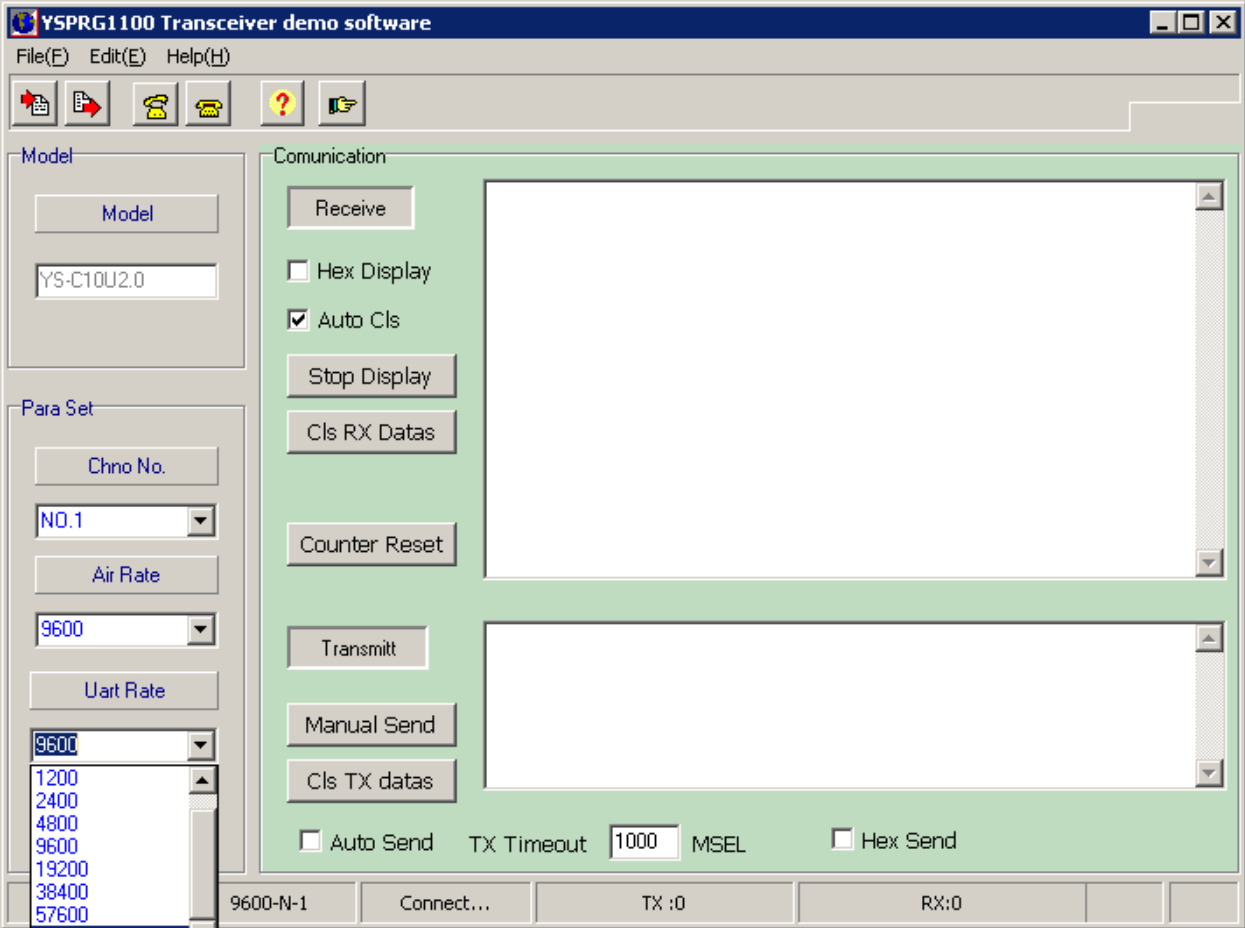 YSPRG1100 Transceiver demo software
File(F) Edit(E) Help(H)
Model
Model
YS-C10U2.0
Para Set
Chno No.
NO.1
Air Rate
9600
Uart Rate
9600
1200
2400
4800
9600
19200
38400
57600
Comunication
Receive
Hex Display
Auto Cls
Stop Display
Cls RX Datas
Counter Reset
Transmitt
Manual Send
Cls TX datas
Auto Send TX Timeout 1000 MSEL Hex Send
9600-N-1 Connect... TX :0 RX:0